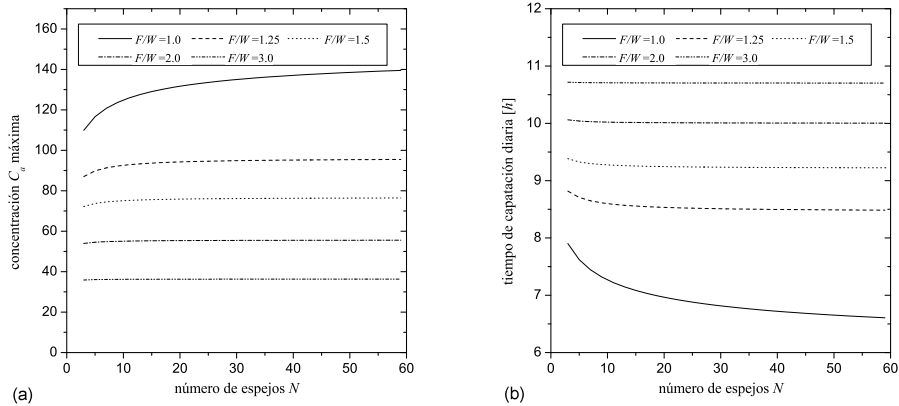 160
140
120
100
80
60
40
20
0
0 10 20 30 40 50 60
concentración Ca máxima
número de espejos N
F/W=1.0 F/W=1.25 F/W=1.5
F/W=2.0 F/W=3.0
(a)
12
11
10
9
8
7
6
0 10 20 30 40 50 60
tiempo de capatación diaria [h]
número de espejos N
F/W=1.0 F/W=1.25 F/W=1.5
F/W=2.0 F/W=3.0
(b)